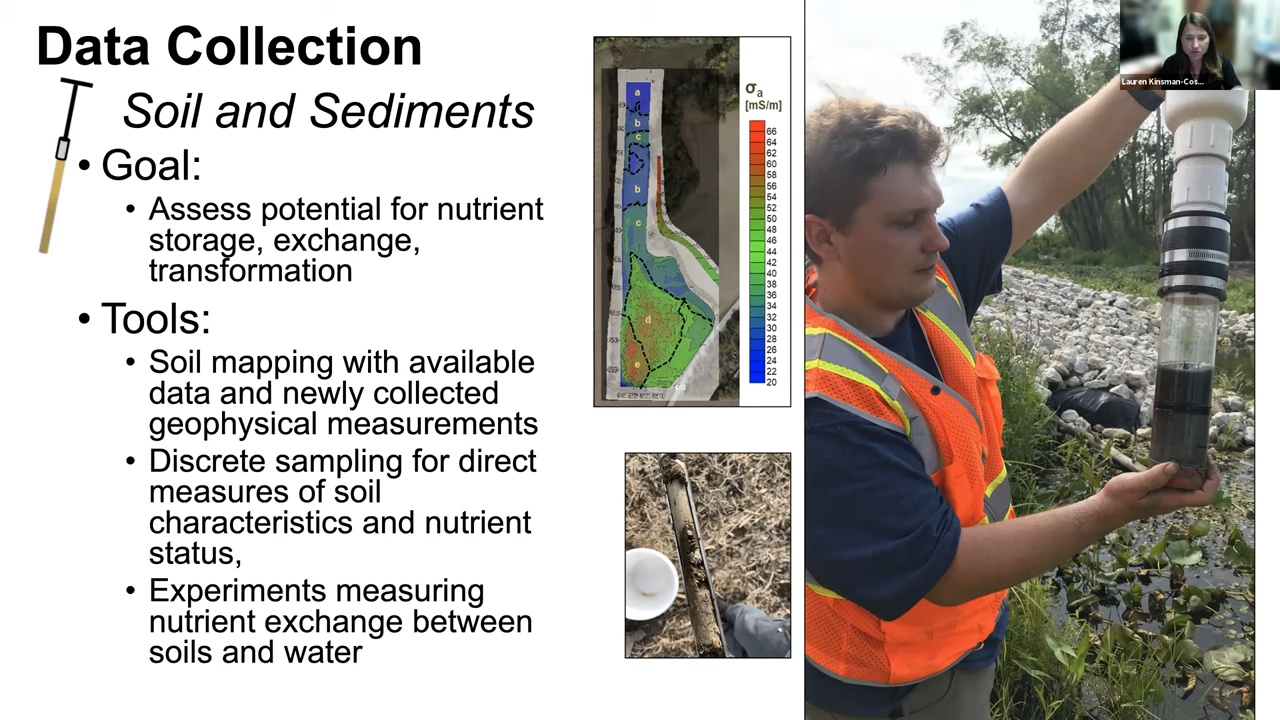 Data Collection
Soil and Sediments
• Goal:
• Assess potential for nutrient
storage, exchange,
transformation
• Tools:
• Soil mapping with available
data and newly collected
geophysical measurements
• Discrete sampling for direct
measures of soil
characteristics and nutrient
status,
• Experiments measuring
nutrient exchange between
soils and water
a
b
c
b
c
d
e
σa
[mS/m]
66
64
62
60
58
56
54
52
50
48
46
44
42
40
38
36
34
32
30
28
26
24
22
20
Lauren Kinsman-Cos...